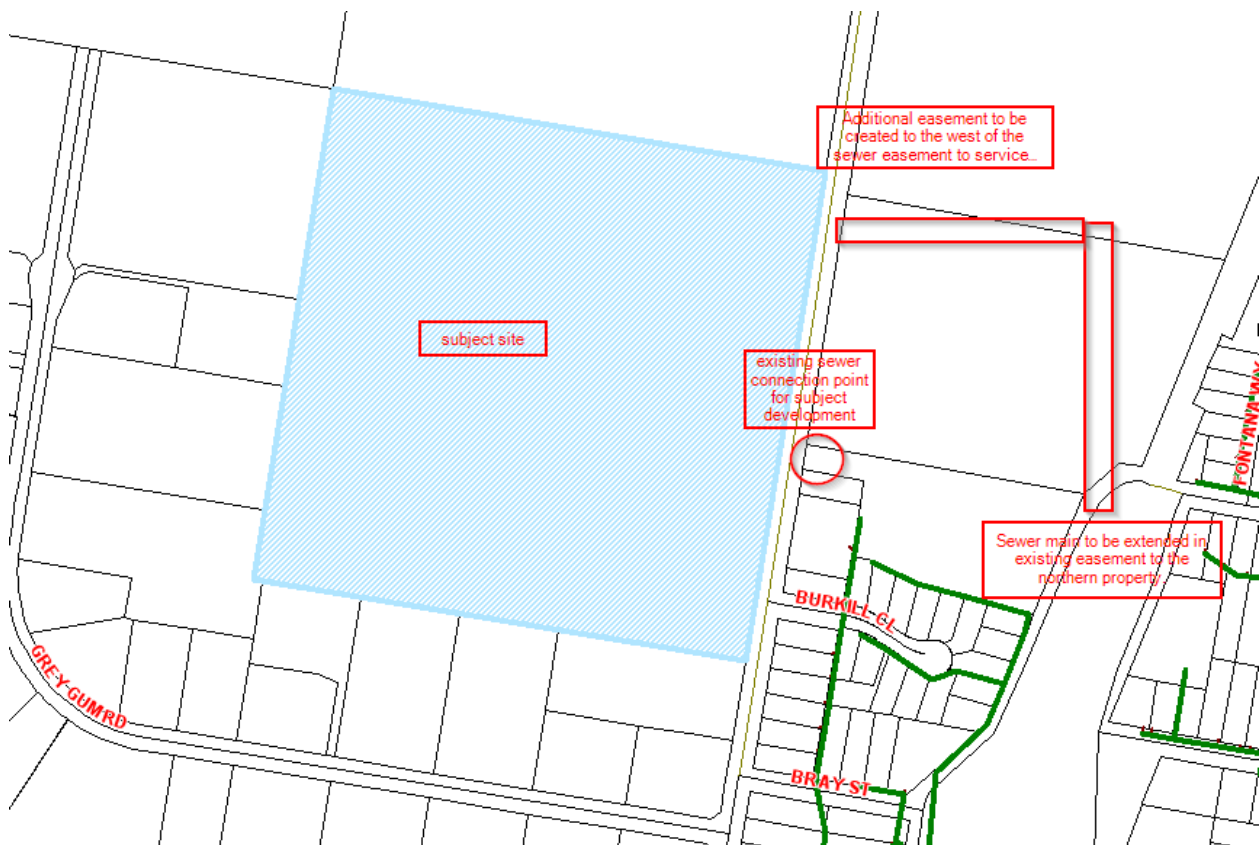 Additional easement to be
created to the west of the
sewer easement to service...
subject site
existing sewer
connection point
for subject
development
FONTANA WY
Sewer main to be extended in
existing easement to the
northern property.
BURKILL CL
GREY GUM RD
BRAY ST